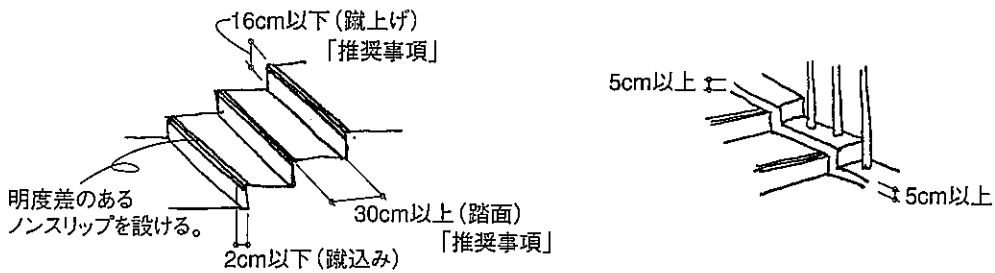 16cm以下(蹴上げ)
「推奨事項」
明度差のある
ノンスリップを設ける。
30cm以上(踏面)
「推奨事項」
2cm以下(蹴込み)
5cm以上
5cm以上